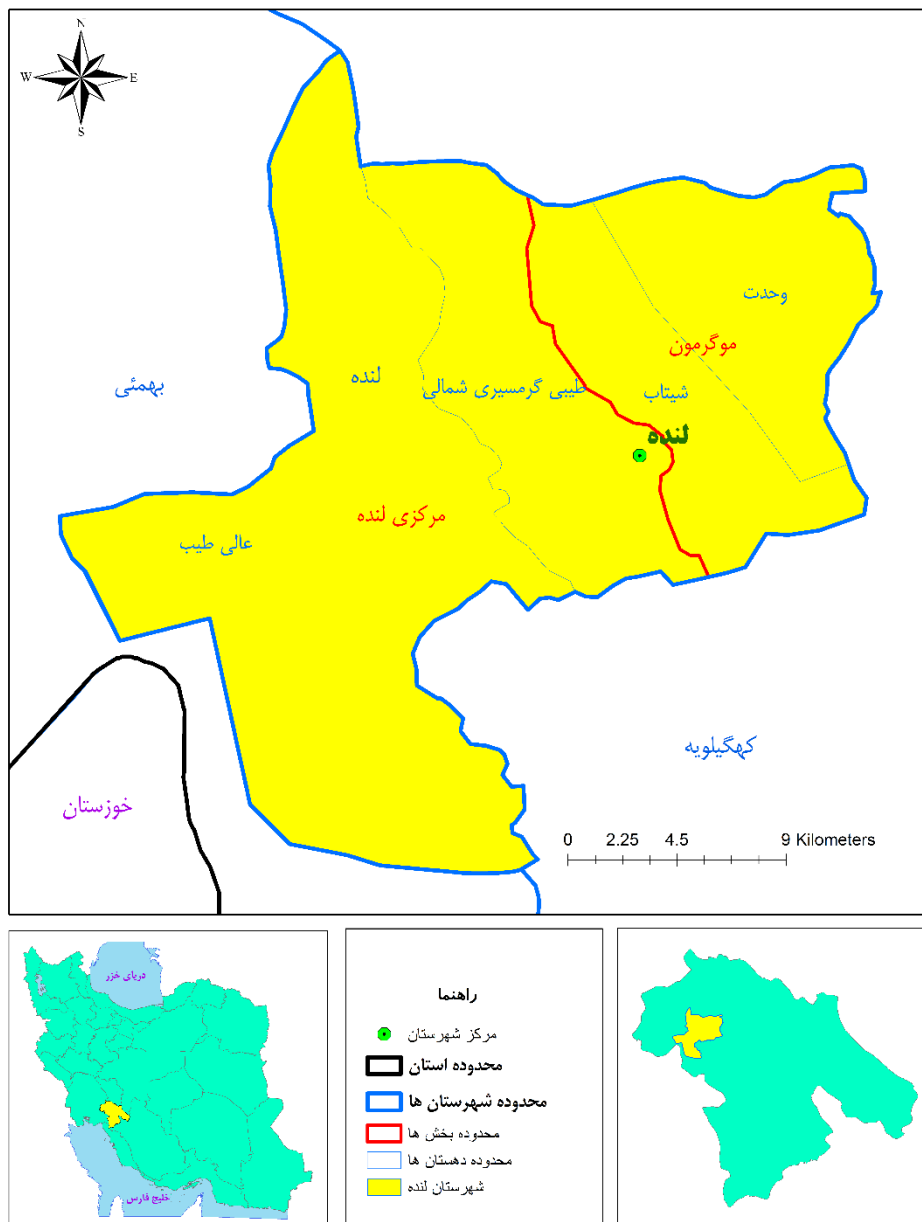 N
W E
S
وحدت
موگرمون
بهمئی
لنده
طیبی گرمسیری شمالی
شیتاب
لنده
مرکزی لنده
عالی طیب
کهگیلویه
خوزستان
0 2.25 4.5 9 Kilometers
دریای خزر
خلیج فارس
راهنما
مرکز شهرستان
محدوده استان
محدوده شهرستان ها
محدوده بخش ها
محدوده دهستان ها
شهرستان لنده